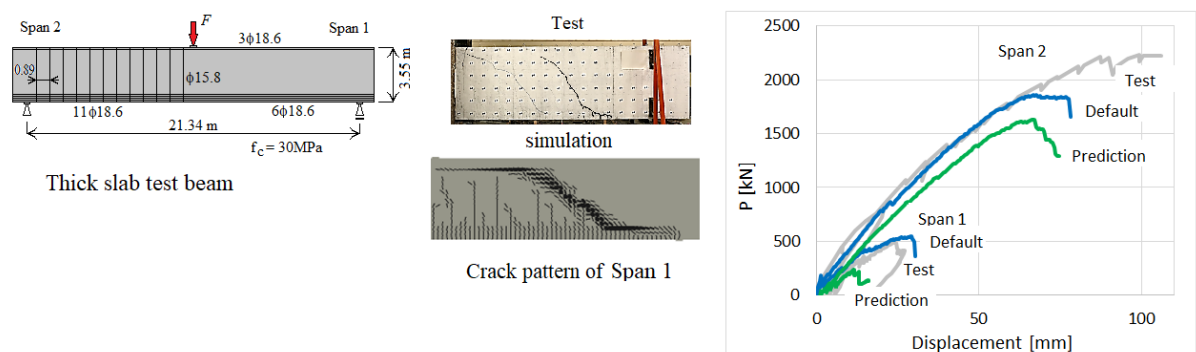 Span 2
F
Span 1
3ϕ18.6
0.89
ϕ15.8
3.55 m
11ϕ18.6
6ϕ18.6
21.34 m
fc = 30MPa
Thick slab test beam
Test
simulation
Crack pattern of Span 1
2500
2000
1500
1000
500
0
P [kN]
Span 2
Test
Default
Prediction
Span 1
Default
Test
Prediction
0
50
100
Displacement [mm]